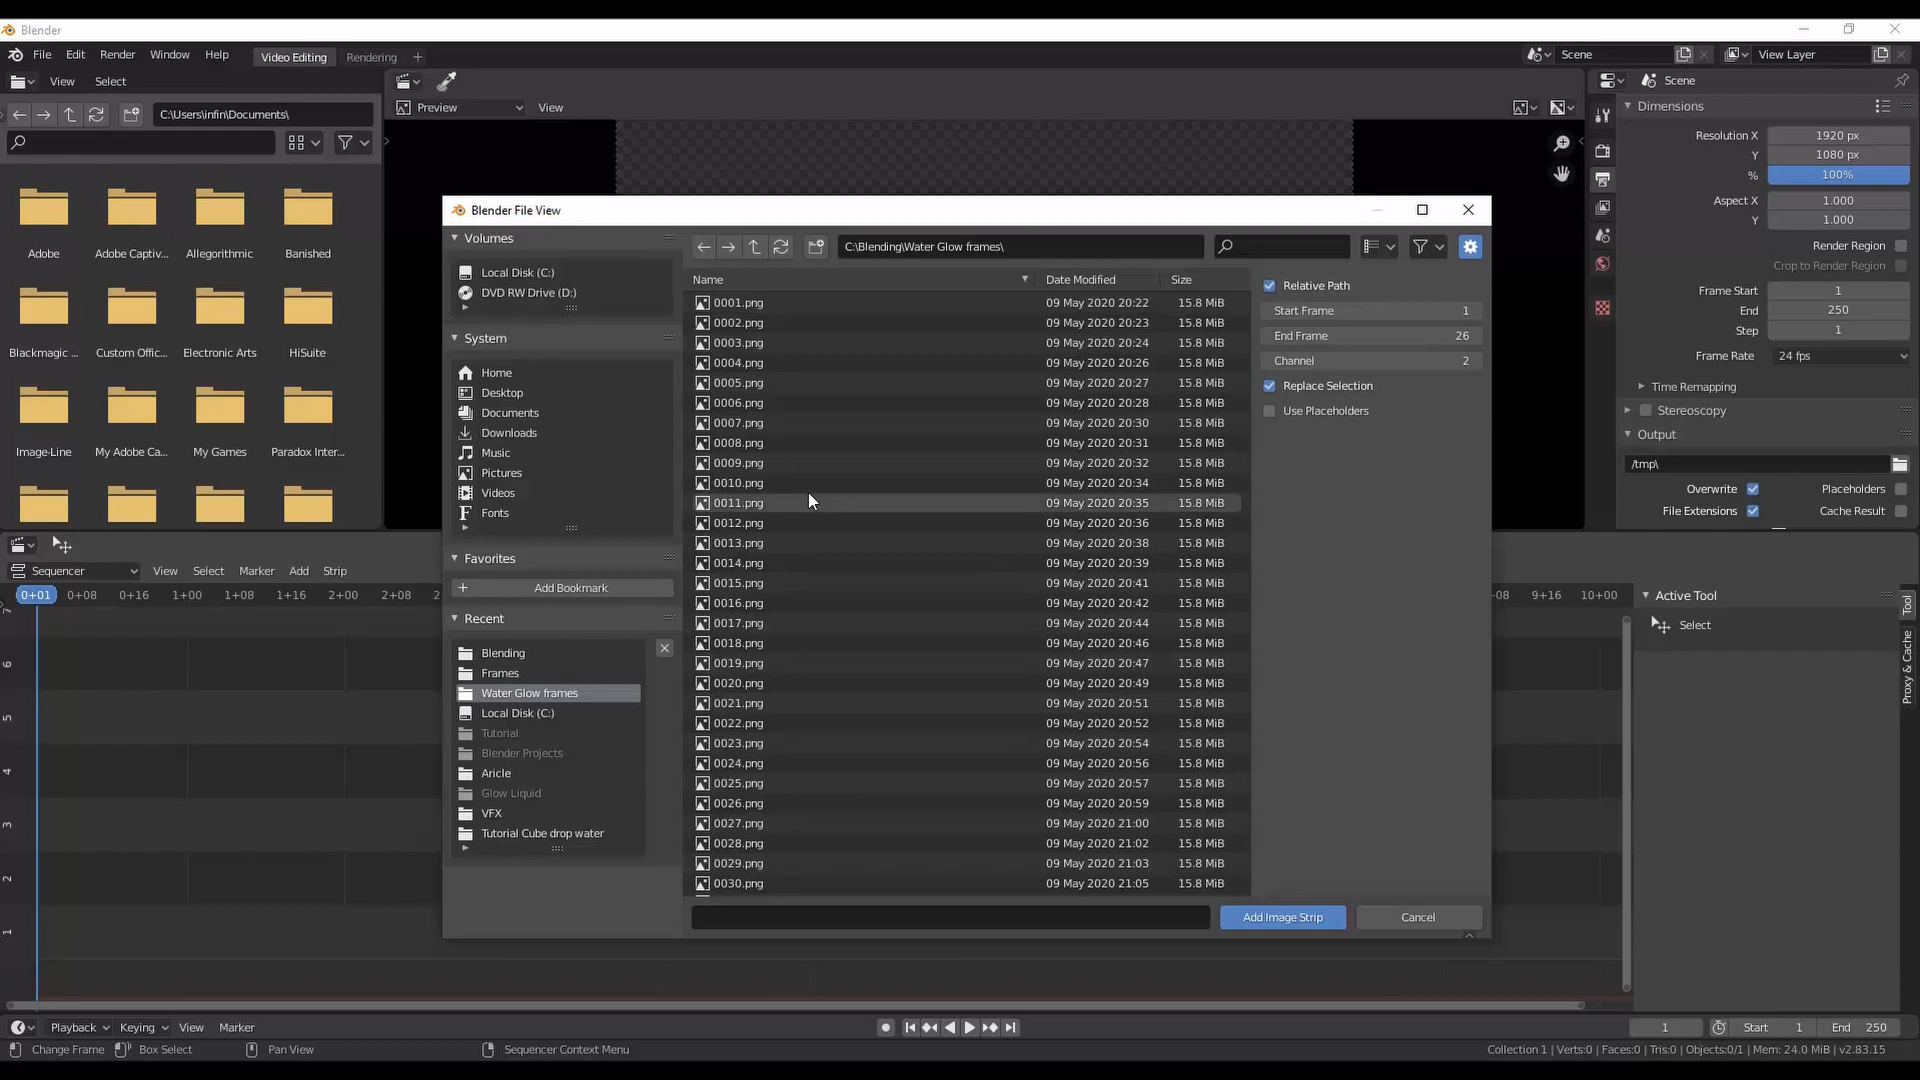 Blender
File Edit Render Window Help Video Editing Rendering + Scene View Layer
View Select
C:\Users\infin\Documents\
Preview View
Adobe Adobe Captiv... Allegorithmic Banished
Blackmagic ... Custom Offic... Electronic Arts HiSuite
Image-Line My Adobe Ca... My Games Paradox Inter...
Scene
Dimensions
Resolution X 1920 px
Y 1080 px
% 100%
Aspect X 1.000
Y 1.000
Render Region
Crop to Render Region
Frame Start 1
End 250
Step 1
Frame Rate 24 fps
Time Remapping
Stereoscopy
Output
/tmp\
Overwrite Placeholders
File Extensions Cache Result
Blender File View
Volumes
Local Disk (C:)
DVD RW Drive (D:)
System
Home
Desktop
Documents
Downloads
Music
Pictures
Videos
Fonts
Favorites
Add Bookmark
Recent
Blending
Frames
Water Glow frames
Local Disk (C:)
Tutorial
Blender Projects
Aricle
Glow Liquid
VFX
Tutorial Cube drop water
C:\Blending\Water Glow frames\
Name Date Modified Size
0001.png 09 May 2020 20:22 15.8 MiB
0002.png 09 May 2020 20:23 15.8 MiB
0003.png 09 May 2020 20:24 15.8 MiB
0004.png 09 May 2020 20:26 15.8 MiB
0005.png 09 May 2020 20:27 15.8 MiB
0006.png 09 May 2020 20:28 15.8 MiB
0007.png 09 May 2020 20:30 15.8 MiB
0008.png 09 May 2020 20:31 15.8 MiB
0009.png 09 May 2020 20:32 15.8 MiB
0010.png 09 May 2020 20:34 15.8 MiB
0011.png 09 May 2020 20:35 15.8 MiB
0012.png 09 May 2020 20:36 15.8 MiB
0013.png 09 May 2020 20:38 15.8 MiB
0014.png 09 May 2020 20:39 15.8 MiB
0015.png 09 May 2020 20:41 15.8 MiB
0016.png 09 May 2020 20:42 15.8 MiB
0017.png 09 May 2020 20:44 15.8 MiB
0018.png 09 May 2020 20:46 15.8 MiB
0019.png 09 May 2020 20:47 15.8 MiB
0020.png 09 May 2020 20:49 15.8 MiB
0021.png 09 May 2020 20:51 15.8 MiB
0022.png 09 May 2020 20:52 15.8 MiB
0023.png 09 May 2020 20:54 15.8 MiB
0024.png 09 May 2020 20:56 15.8 MiB
0025.png 09 May 2020 20:57 15.8 MiB
0026.png 09 May 2020 20:59 15.8 MiB
0027.png 09 May 2020 21:00 15.8 MiB
0028.png 09 May 2020 21:02 15.8 MiB
0029.png 09 May 2020 21:03 15.8 MiB
0030.png 09 May 2020 21:05 15.8 MiB
Relative Path
Start Frame 1
End Frame 26
Channel 2
Replace Selection
Use Placeholders
Add Image Strip Cancel
Sequencer View Select Marker Add Strip
0+01 0+08 0+16 1+00 1+08 1+16 2+00 2+08 2 -08 9+16 10+00
7
6
5
4
3
2
1
Active Tool
Select
Tool
Proxy & Cache
Playback Keying View Marker 1 Start 1 End 250
Change Frame Box Select Pan View Sequencer Context Menu Collection 1 | Verts:0 | Faces:0 | Tris:0 | Objects:0/1 | Mem: 24.0 MiB | v2.83.15